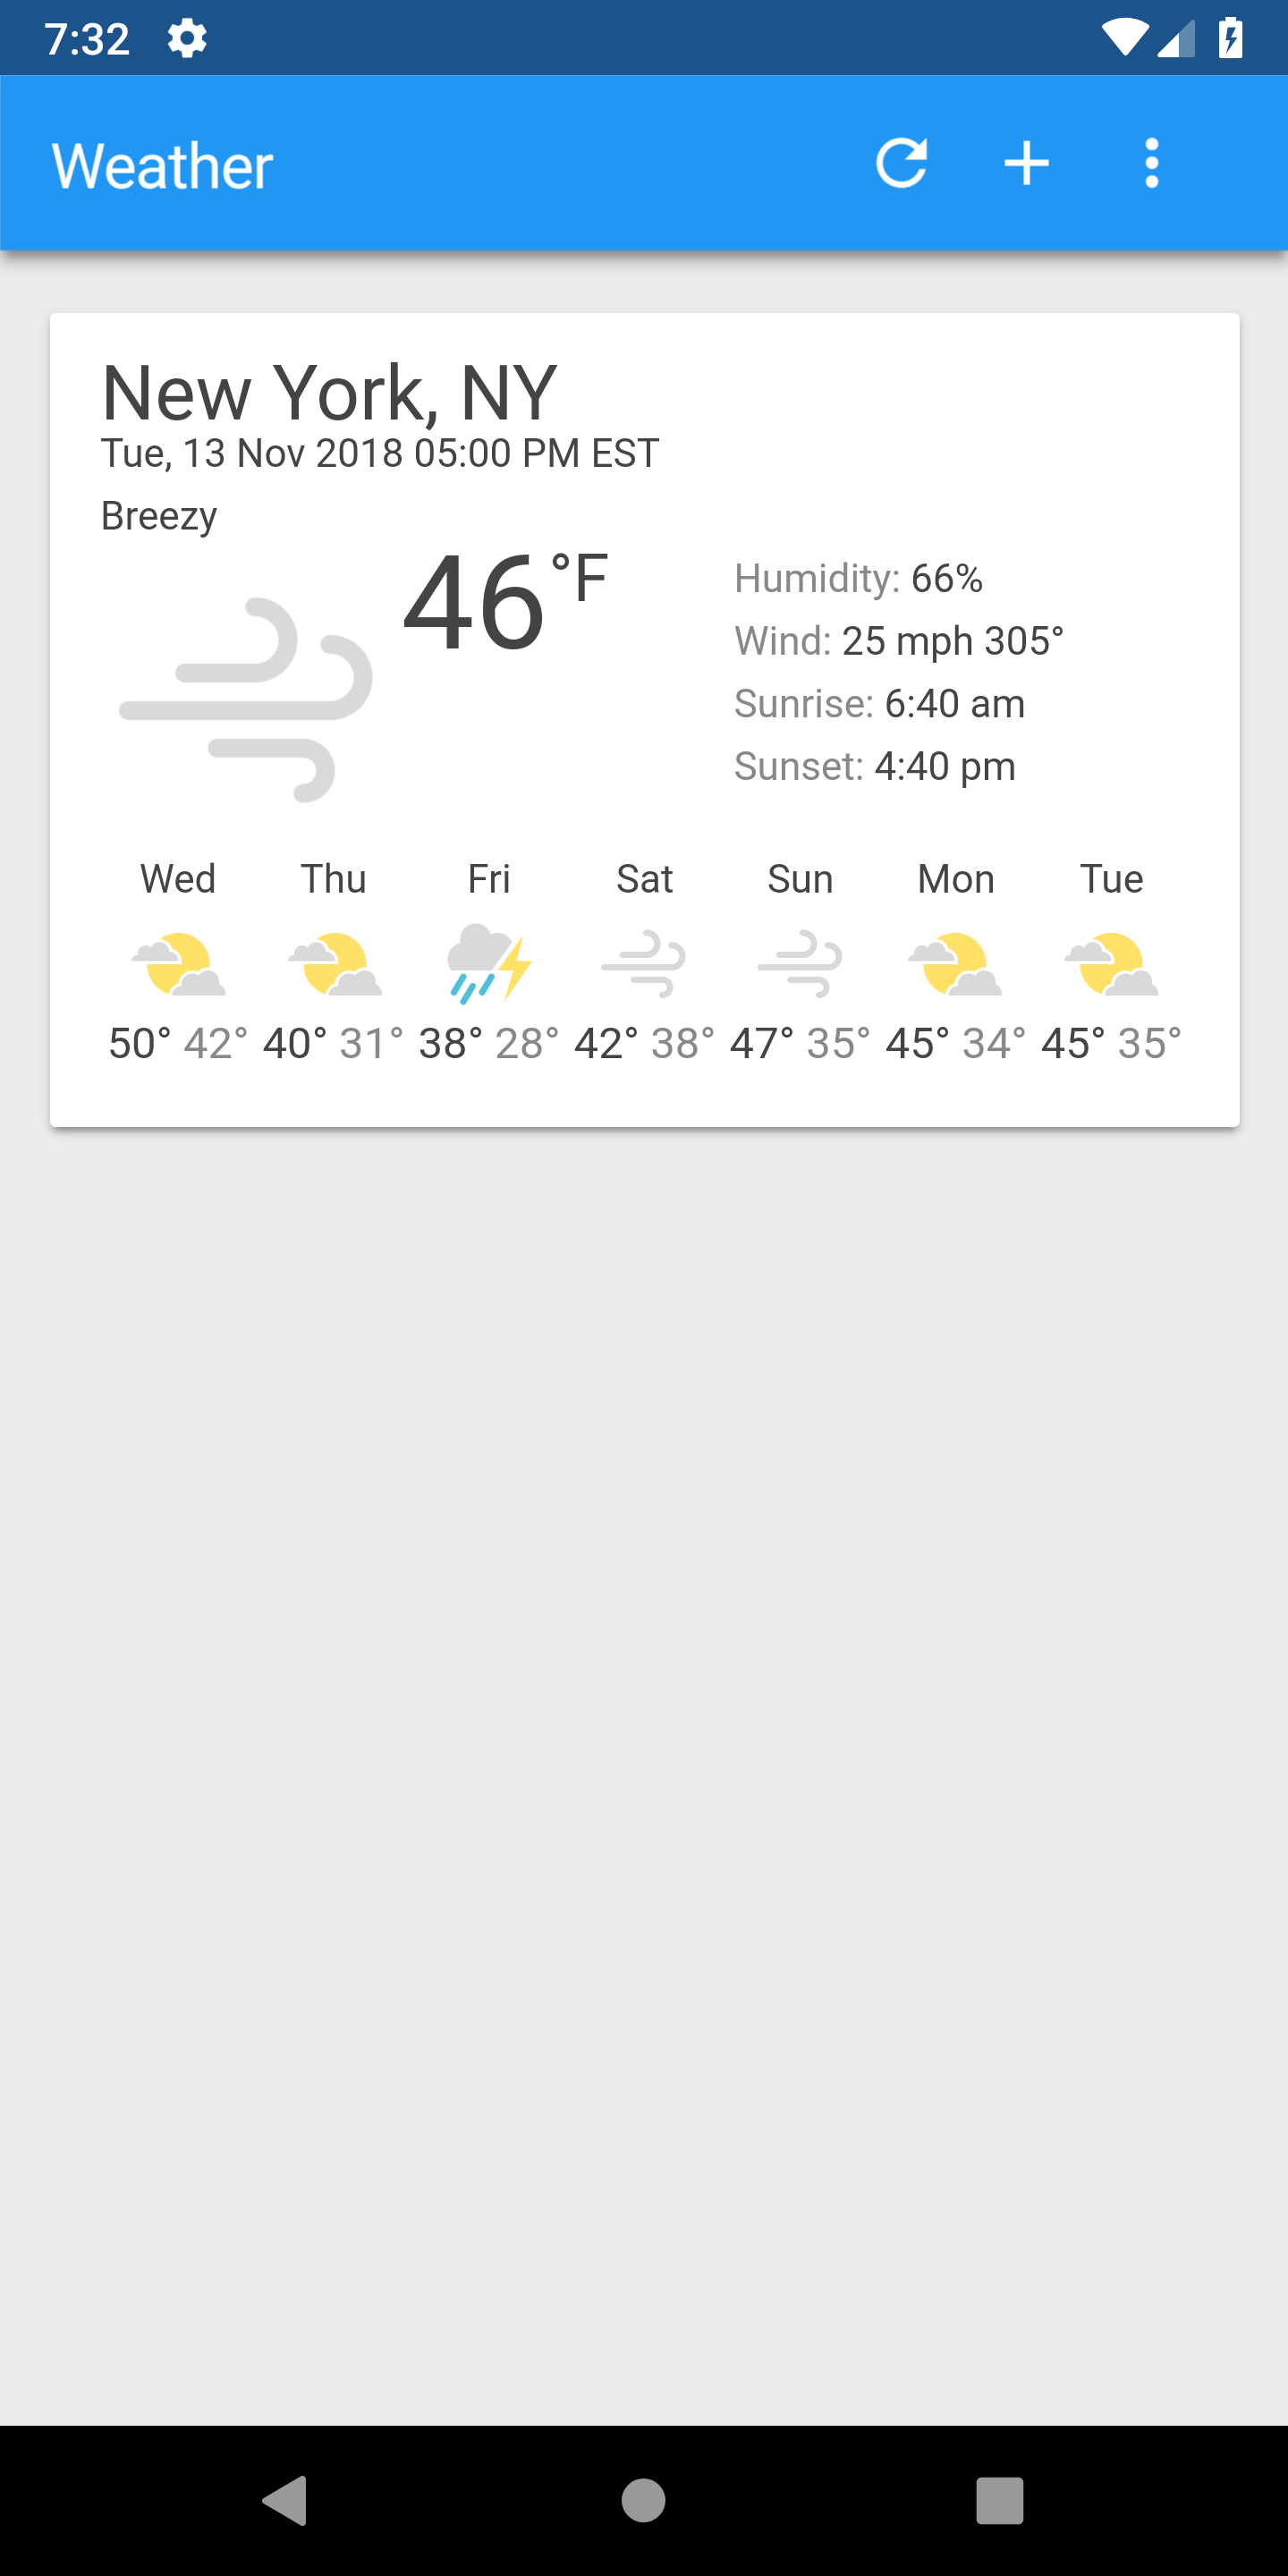 7:32
Weather
New York, NY
Tue, 13 Nov 2018 05:00 PM EST
Breezy
46°F
Humidity: 66%
Wind: 25 mph 305°
Sunrise: 6:40 am
Sunset: 4:40 pm
Wed Thu Fri Sat Sun Mon Tue
50° 42° 40° 31° 38° 28° 42° 38° 47° 35° 45° 34° 45° 35°